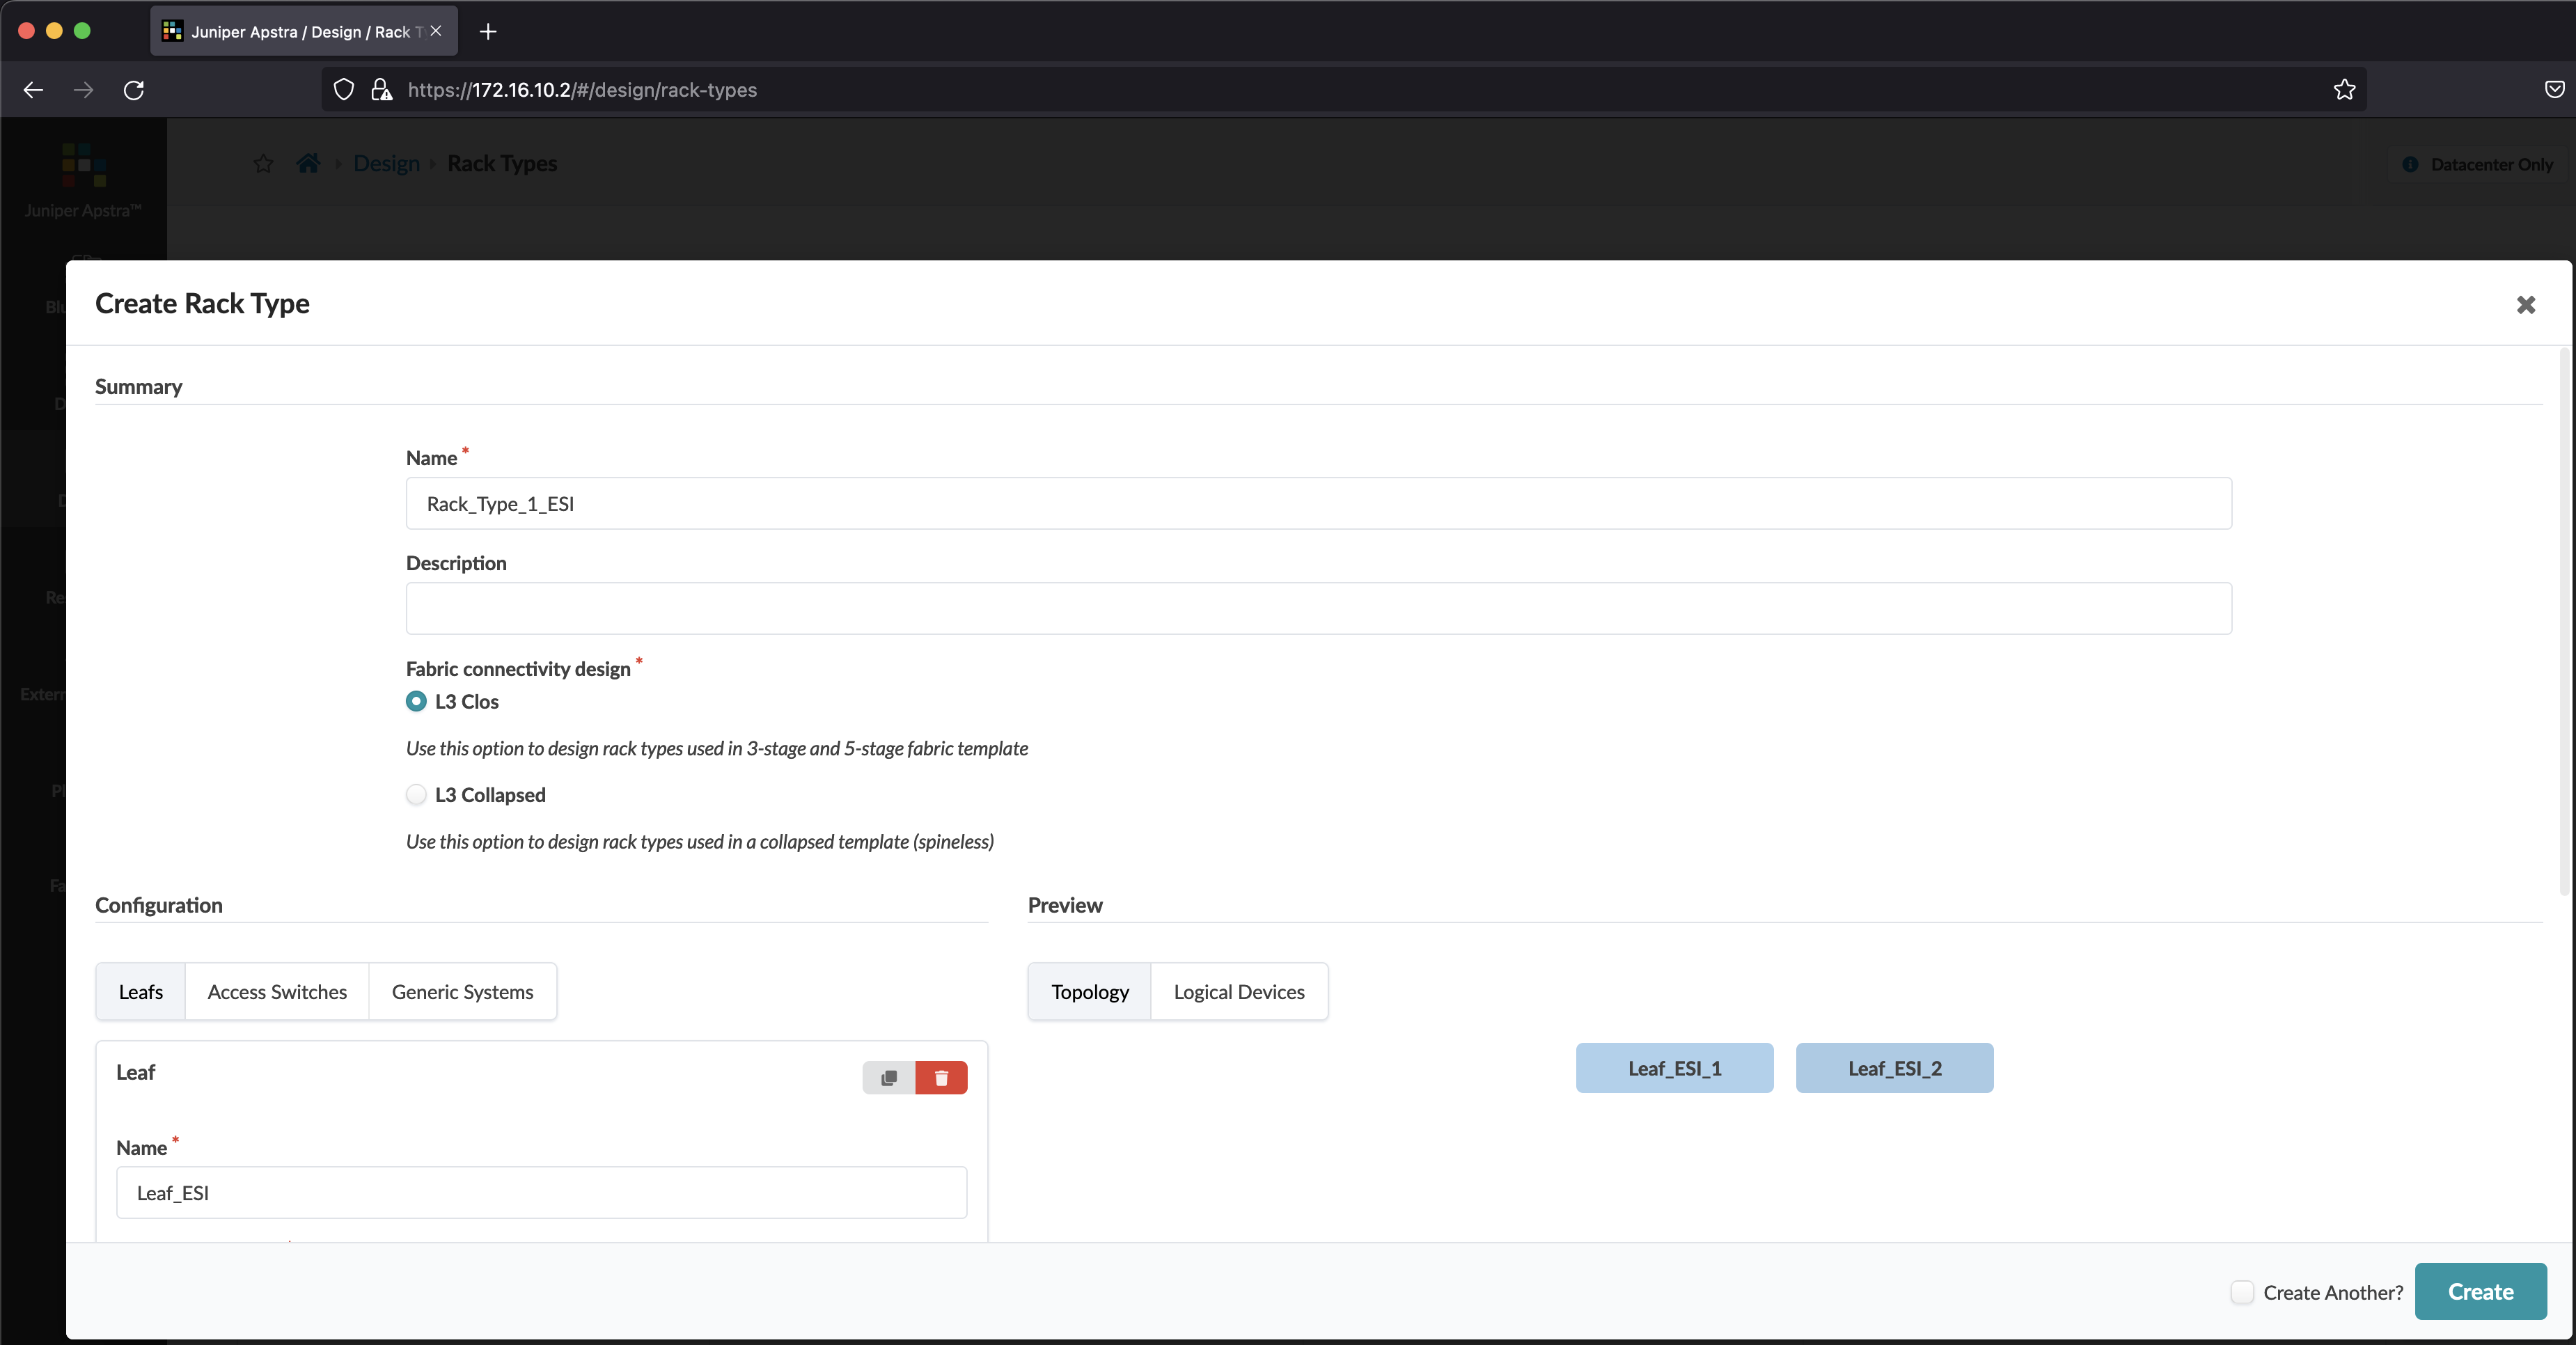 Juniper Apstra / Design / Rack T
https://172.16.10.2/#/design/rack-types
Juniper Apstra™
Design
Rack Types
Datacenter Only
Create Rack Type
Summary
Name *
Rack_Type_1_ESI
Description
Fabric connectivity design *
L3 Clos
Use this option to design rack types used in 3-stage and 5-stage fabric template
L3 Collapsed
Use this option to design rack types used in a collapsed template (spineless)
Configuration
Preview
Leafs
Access Switches
Generic Systems
Topology
Logical Devices
Leaf
Leaf_ESI_1
Leaf_ESI_2
Name *
Leaf_ESI
Create Another?
Create